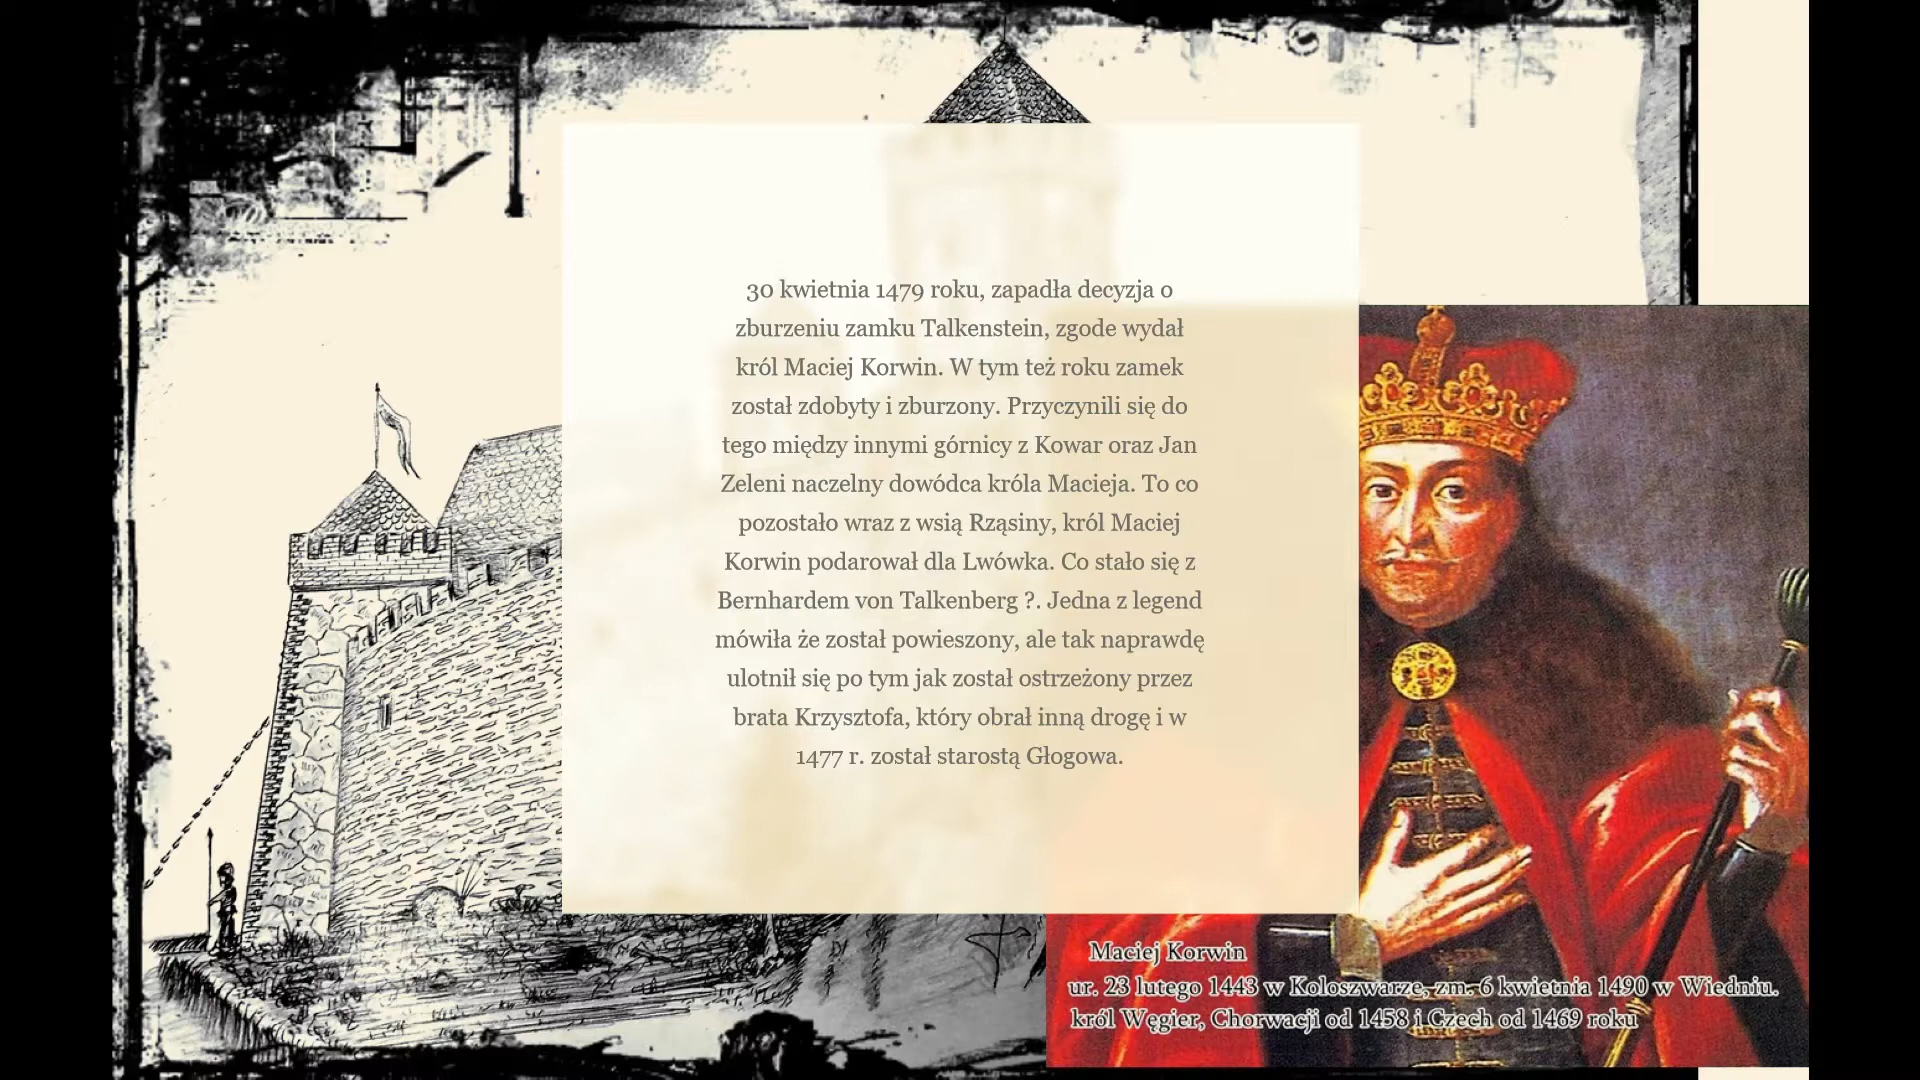 30 kwietnia 1479 roku, zapadła decyzja o
zburzeniu zamku Talkenstein, zgode wydał
król Maciej Korwin. W tym też roku zamek
został zdobyty i zburzony. Przyczynili się do
tego między innymi górnicy z Kowar oraz Jan
Zeleni naczelny dowódca króla Macieja. To co
pozostało wraz z wsią Rząsiny, król Maciej
Korwin podarował dla Lwówka. Co stało się z
Bernhardem von Talkenberg ?. Jedna z legend
mówiła że został powieszony, ale tak naprawdę
ulotnił się po tym jak został ostrzeżony przez
brata Krzysztofa, który obrał inną drogę i w
1477 r. został starostą Głogowa.
Maciej Korwin
ur. 23 lutego 1443 w Koloszwarze, zm. 6 kwietnia 1490 w Wiedniu.
król Węgier, Chorwacji od 1458 i Czech od 1469 roku